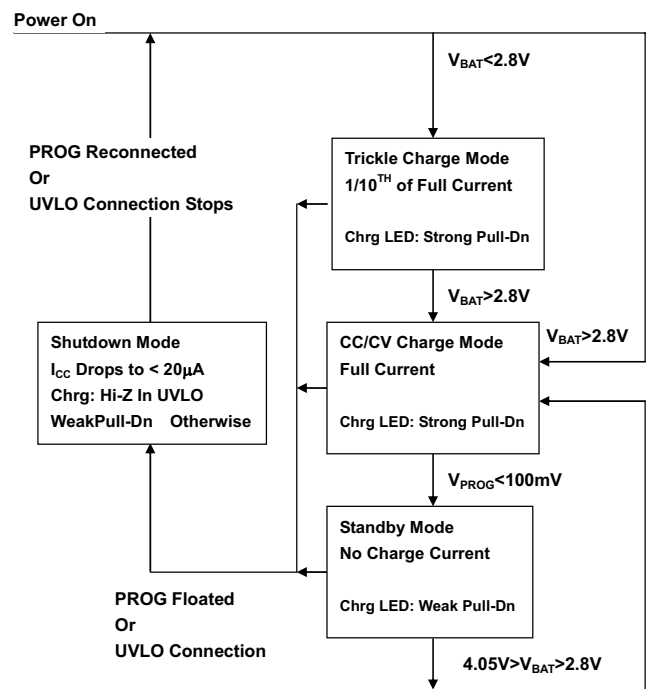 Power On
V_BAT<2.8V
PROG Reconnected
Or
UVLO Connection Stops
Trickle Charge Mode
1/10^TH of Full Current
Chrg LED: Strong Pull-Dn
V_BAT>2.8V
Shutdown Mode
I_CC Drops to < 20μA
Chrg: Hi-Z In UVLO
WeakPull-Dn Otherwise
CC/CV Charge Mode
Full Current
Chrg LED: Strong Pull-Dn
V_BAT>2.8V
V_PROG<100mV
Standby Mode
No Charge Current
Chrg LED: Weak Pull-Dn
PROG Floated
Or
UVLO Connection
4.05V>V_BAT>2.8V